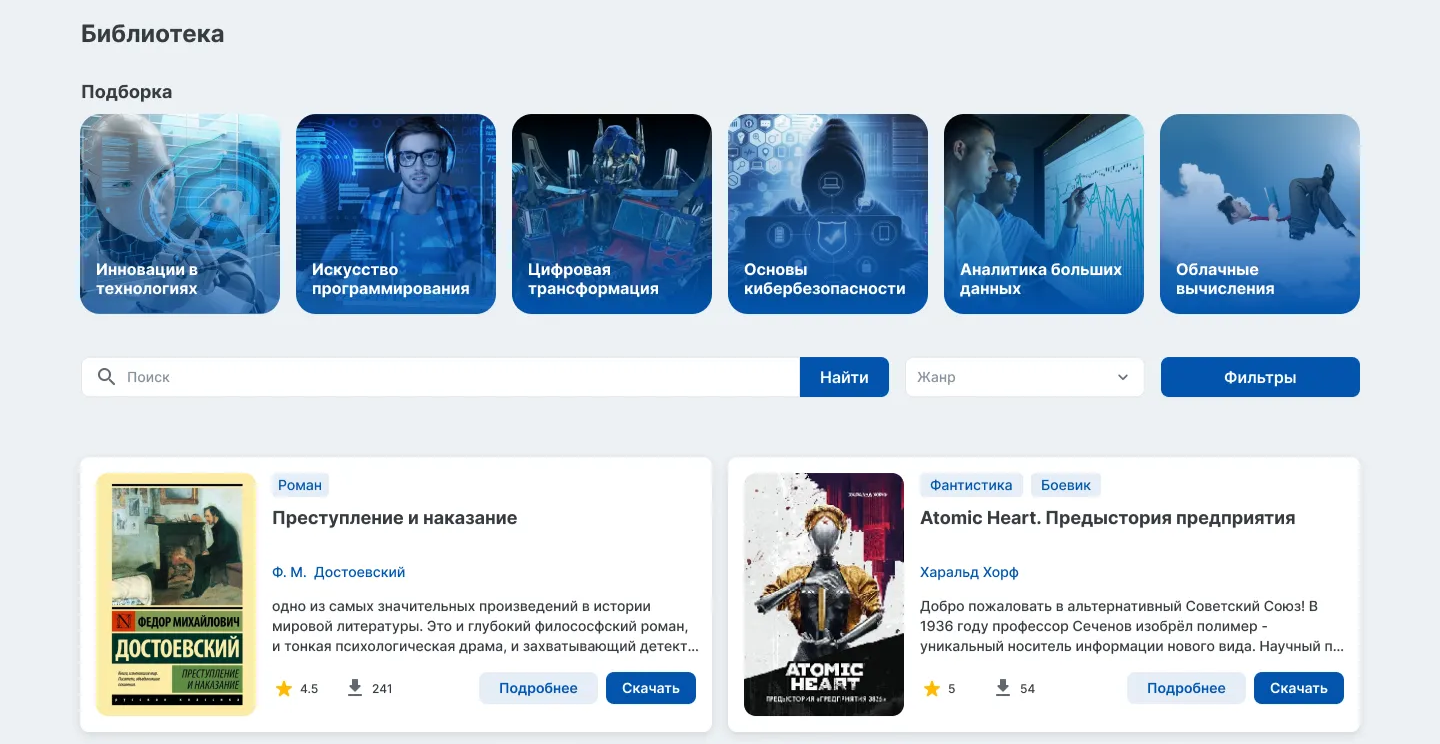 Библиотека
Подборка
Инновации в
технологиях
Искусство
программирования
Цифровая
трансформация
Основы
кибербезопасности
Аналитика больших
данных
Облачные
вычисления
Поиск
Найти
Жанр
Фильтры
ФЕДОР МИХАЙЛОВИЧ
ДОСТОЕВСКИЙ
ПРЕСТУПЛЕНИЕ
И НАКАЗАНИЕ
Роман
Преступление и наказание
Ф. М. Достоевский
одно из самых значительных произведений в истории
мировой литературы. Это и глубокий филососфский роман,
и тонкая психологическая драма, и захватывающий детект...
4.5
241
Подробнее
Скачать
ХАРАЛЬД ХОРФ
ATOMIC
HEART
ПРЕДЫСТОРИЯ «ПРЕДПРИЯТИЯ 3826»
Фантистика
Боевик
Atomic Heart. Предыстория предприятия
Харальд Хорф
Добро пожаловать в альтернативный Советский Союз! В
1936 году профессор Сеченов изобрёл полимер -
уникальный носитель информации нового вида. Научный п...
5
54
Подробнее
Скачать